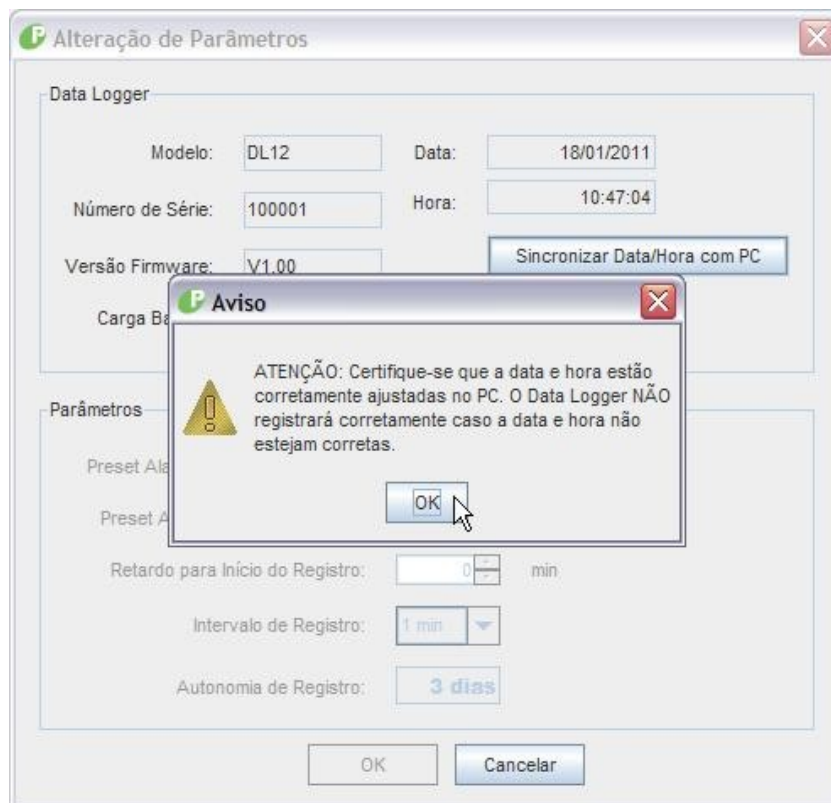 Alteração de Parâmetros
Data Logger
Modelo: DL12 Data: 18/01/2011
Número de Série: 100001 Hora: 10:47:04
Versão Firmware: V1.00 Sincronizar Data/Hora com PC
Carga
Aviso
ATENÇÃO: Certifique-se que a data e hora estão
corretamente ajustadas no PC. O Data Logger NÃO
registrará corretamente caso a data e hora não
estejam corretas.
OK
Parâmetros
Preset
Preset
Retardo para Início do Registro: 0 min
Intervalo de Registro: 1 min
Autonomia de Registro: 3 dias
OK Cancelar